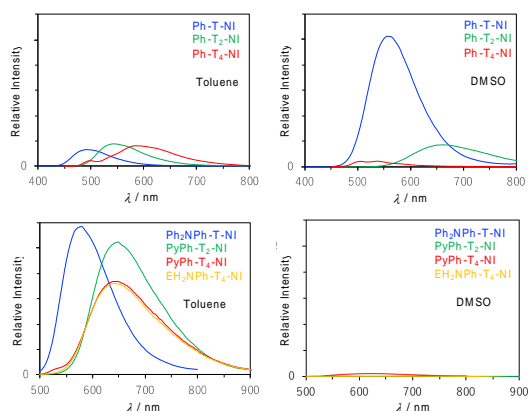 Ph-T-NI
Ph-T2-NI
Ph-T4-NI
Toluene
Relative Intensity
0
400 500 600 700 800
λ / nm
Ph-T-NI
Ph-T2-NI
Ph-T4-NI
DMSO
Relative Intensity
0
400 500 600 700 800
λ / nm
Ph2NPh-T-NI
PyPh-T2-NI
PyPh-T4-NI
EH2NPh-T4-NI
Toluene
Relative Intensity
0
500 600 700 800 900
λ / nm
Ph2NPh-T-NI
PyPh-T2-NI
PyPh-T4-NI
EH2NPh-T4-NI
DMSO
0
500 600 700 800 900
λ / nm